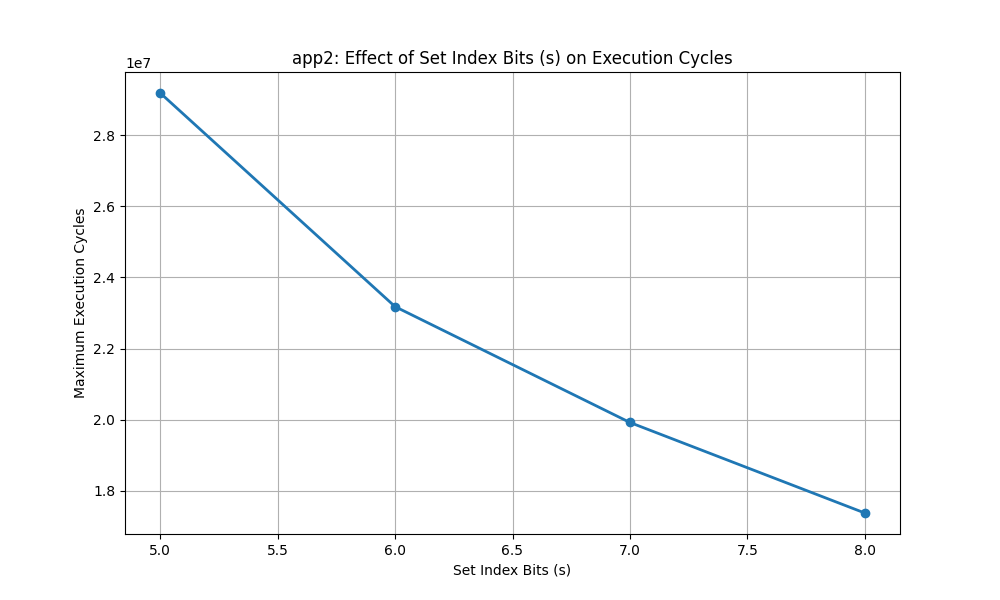 app2: Effect of Set Index Bits (s) on Execution Cycles
1e7
2.8
2.6
2.4
2.2
2.0
1.8
Maximum Execution Cycles
5.0 5.5 6.0 6.5 7.0 7.5 8.0
Set Index Bits (s)